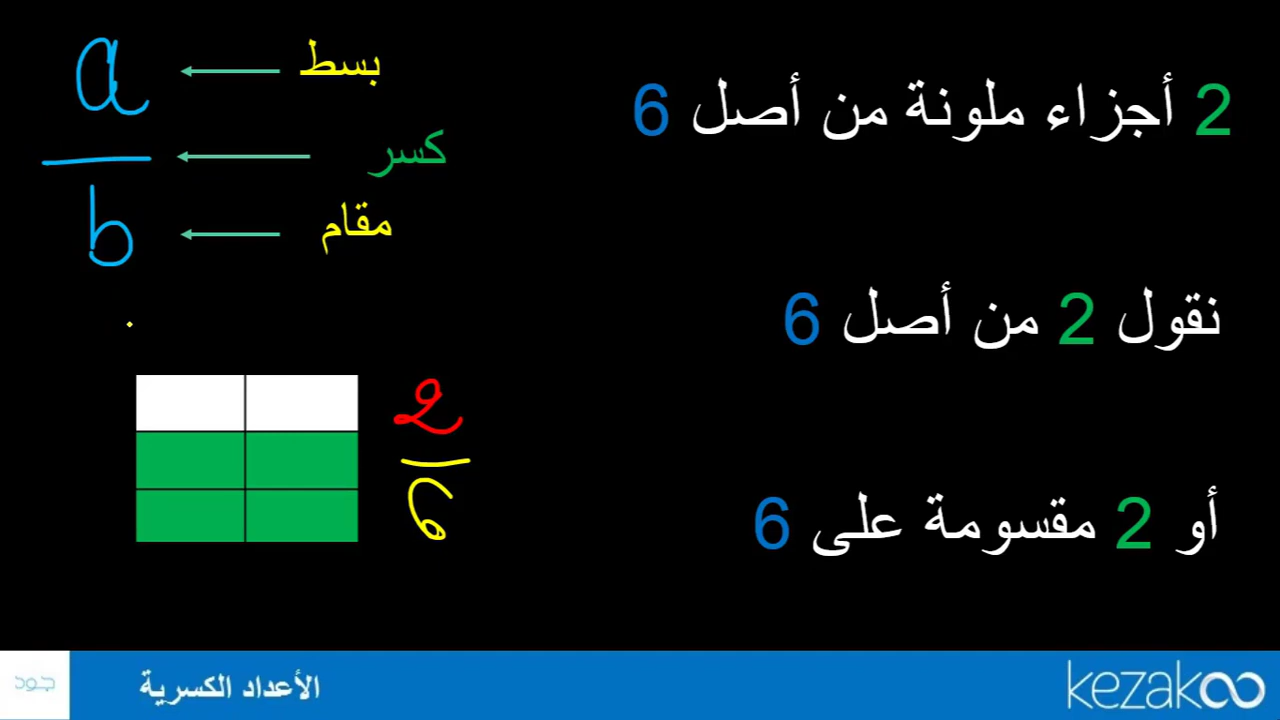 2 أجزاء ملونة من أصل 6
نقول 2 من أصل 6
أو 2 مقسومة على 6
a
بسط
كسر
b
مقام
2
6
جود
الأعداد الكسرية
kezakoo